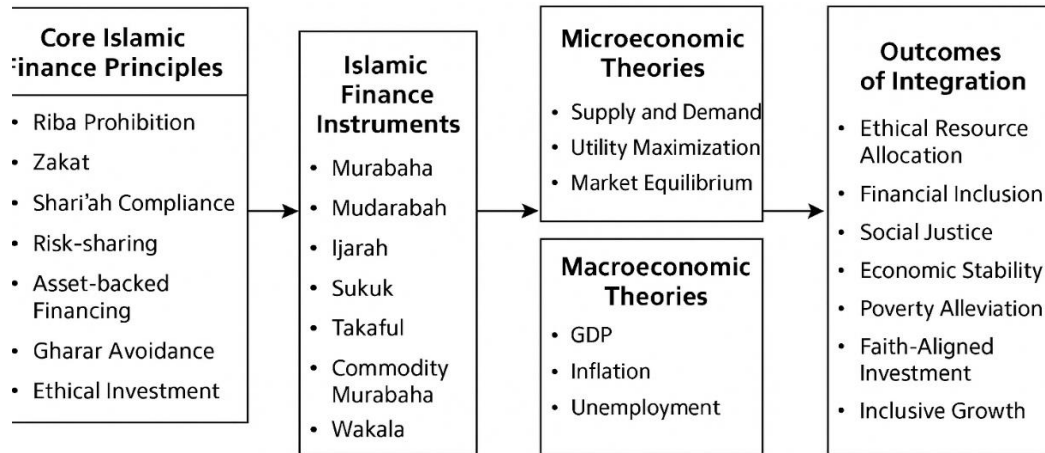 Core Islamic
Finance Principles
• Riba Prohibition
• Zakat
• Shari'ah Compliance
• Risk-sharing
• Asset-backed
Financing
• Gharar Avoidance
• Ethical Investment
Islamic
Finance
Instruments
• Murabaha
• Mudarabah
• Ijarah
• Sukuk
• Takaful
• Commodity
Murabaha
• Wakala
Microeconomic
Theories
• Supply and Demand
• Utility Maximization
• Market Equilibrium
Macroeconomic
Theories
• GDP
• Inflation
• Unemployment
Outcomes
of Integration
• Ethical Resource
Allocation
• Financial Inclusion
• Social Justice
• Economic Stability
• Poverty Alleviation
• Faith-Aligned
Investment
• Inclusive Growth